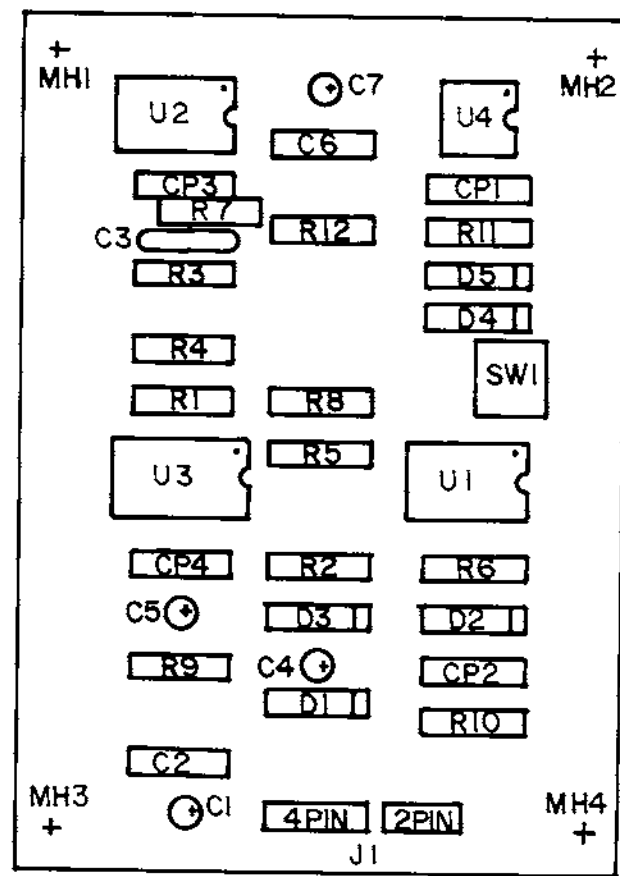 MH1
MH2
U2
C7
U4
C6
CP3
CP1
R7
C3
R12
R11
R3
D5
D4
R4
SW1
R1
R8
R5
U3
U1
CP4
R2
R6
C5
D3
D2
R9
C4
CP2
D1
R10
C2
MH3
C1
4PIN
2PIN
MH4
J1